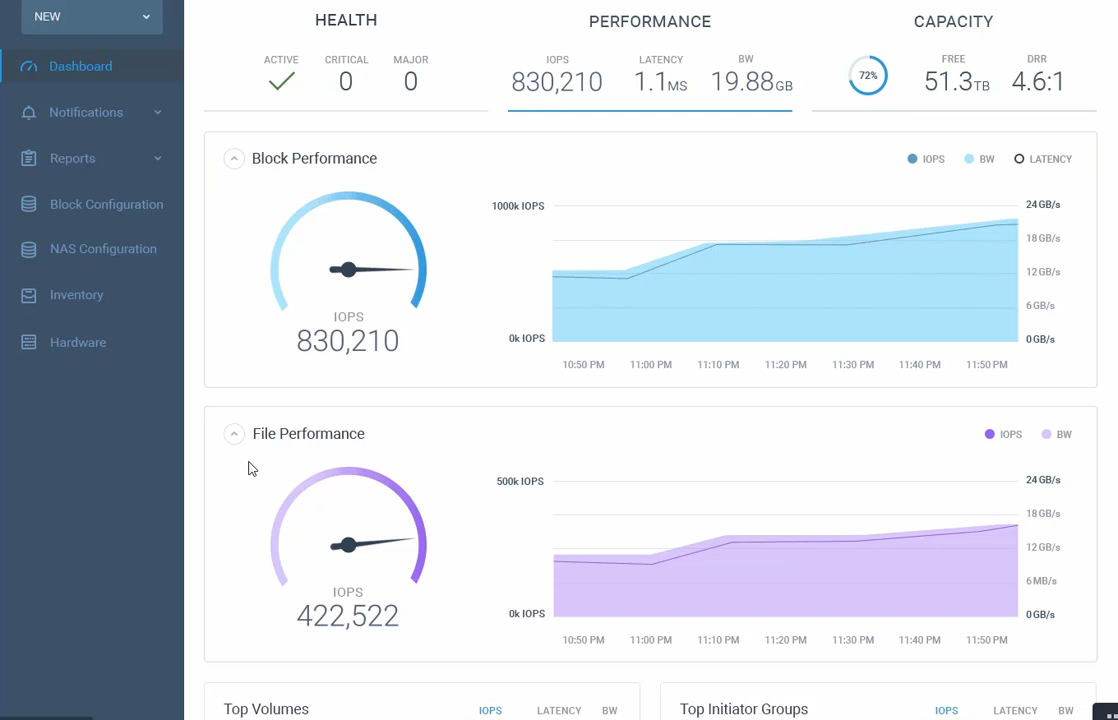 NEW
Dashboard
Notifications
Reports
Block Configuration
NAS Configuration
Inventory
Hardware
HEALTH
ACTIVE CRITICAL MAJOR
0 0
PERFORMANCE
IOPS LATENCY BW
830,210 1.1MS 19.88GB
CAPACITY
FREE DRR
72% 51.3TB 4.6:1
Block Performance
IOPS BW LATENCY
IOPS
830,210
1000k IOPS
0k IOPS
24 GB/s
18 GB/s
12 GB/s
6 GB/s
0 GB/s
10:50 PM 11:00 PM 11:10 PM 11:20 PM 11:30 PM 11:40 PM 11:50 PM
File Performance
IOPS BW
IOPS
422,522
500k IOPS
0k IOPS
24 GB/s
18 GB/s
12 GB/s
6 MB/s
0 GB/s
10:50 PM 11:00 PM 11:10 PM 11:20 PM 11:30 PM 11:40 PM 11:50 PM
Top Volumes IOPS LATENCY BW
Top Initiator Groups IOPS LATENCY BW